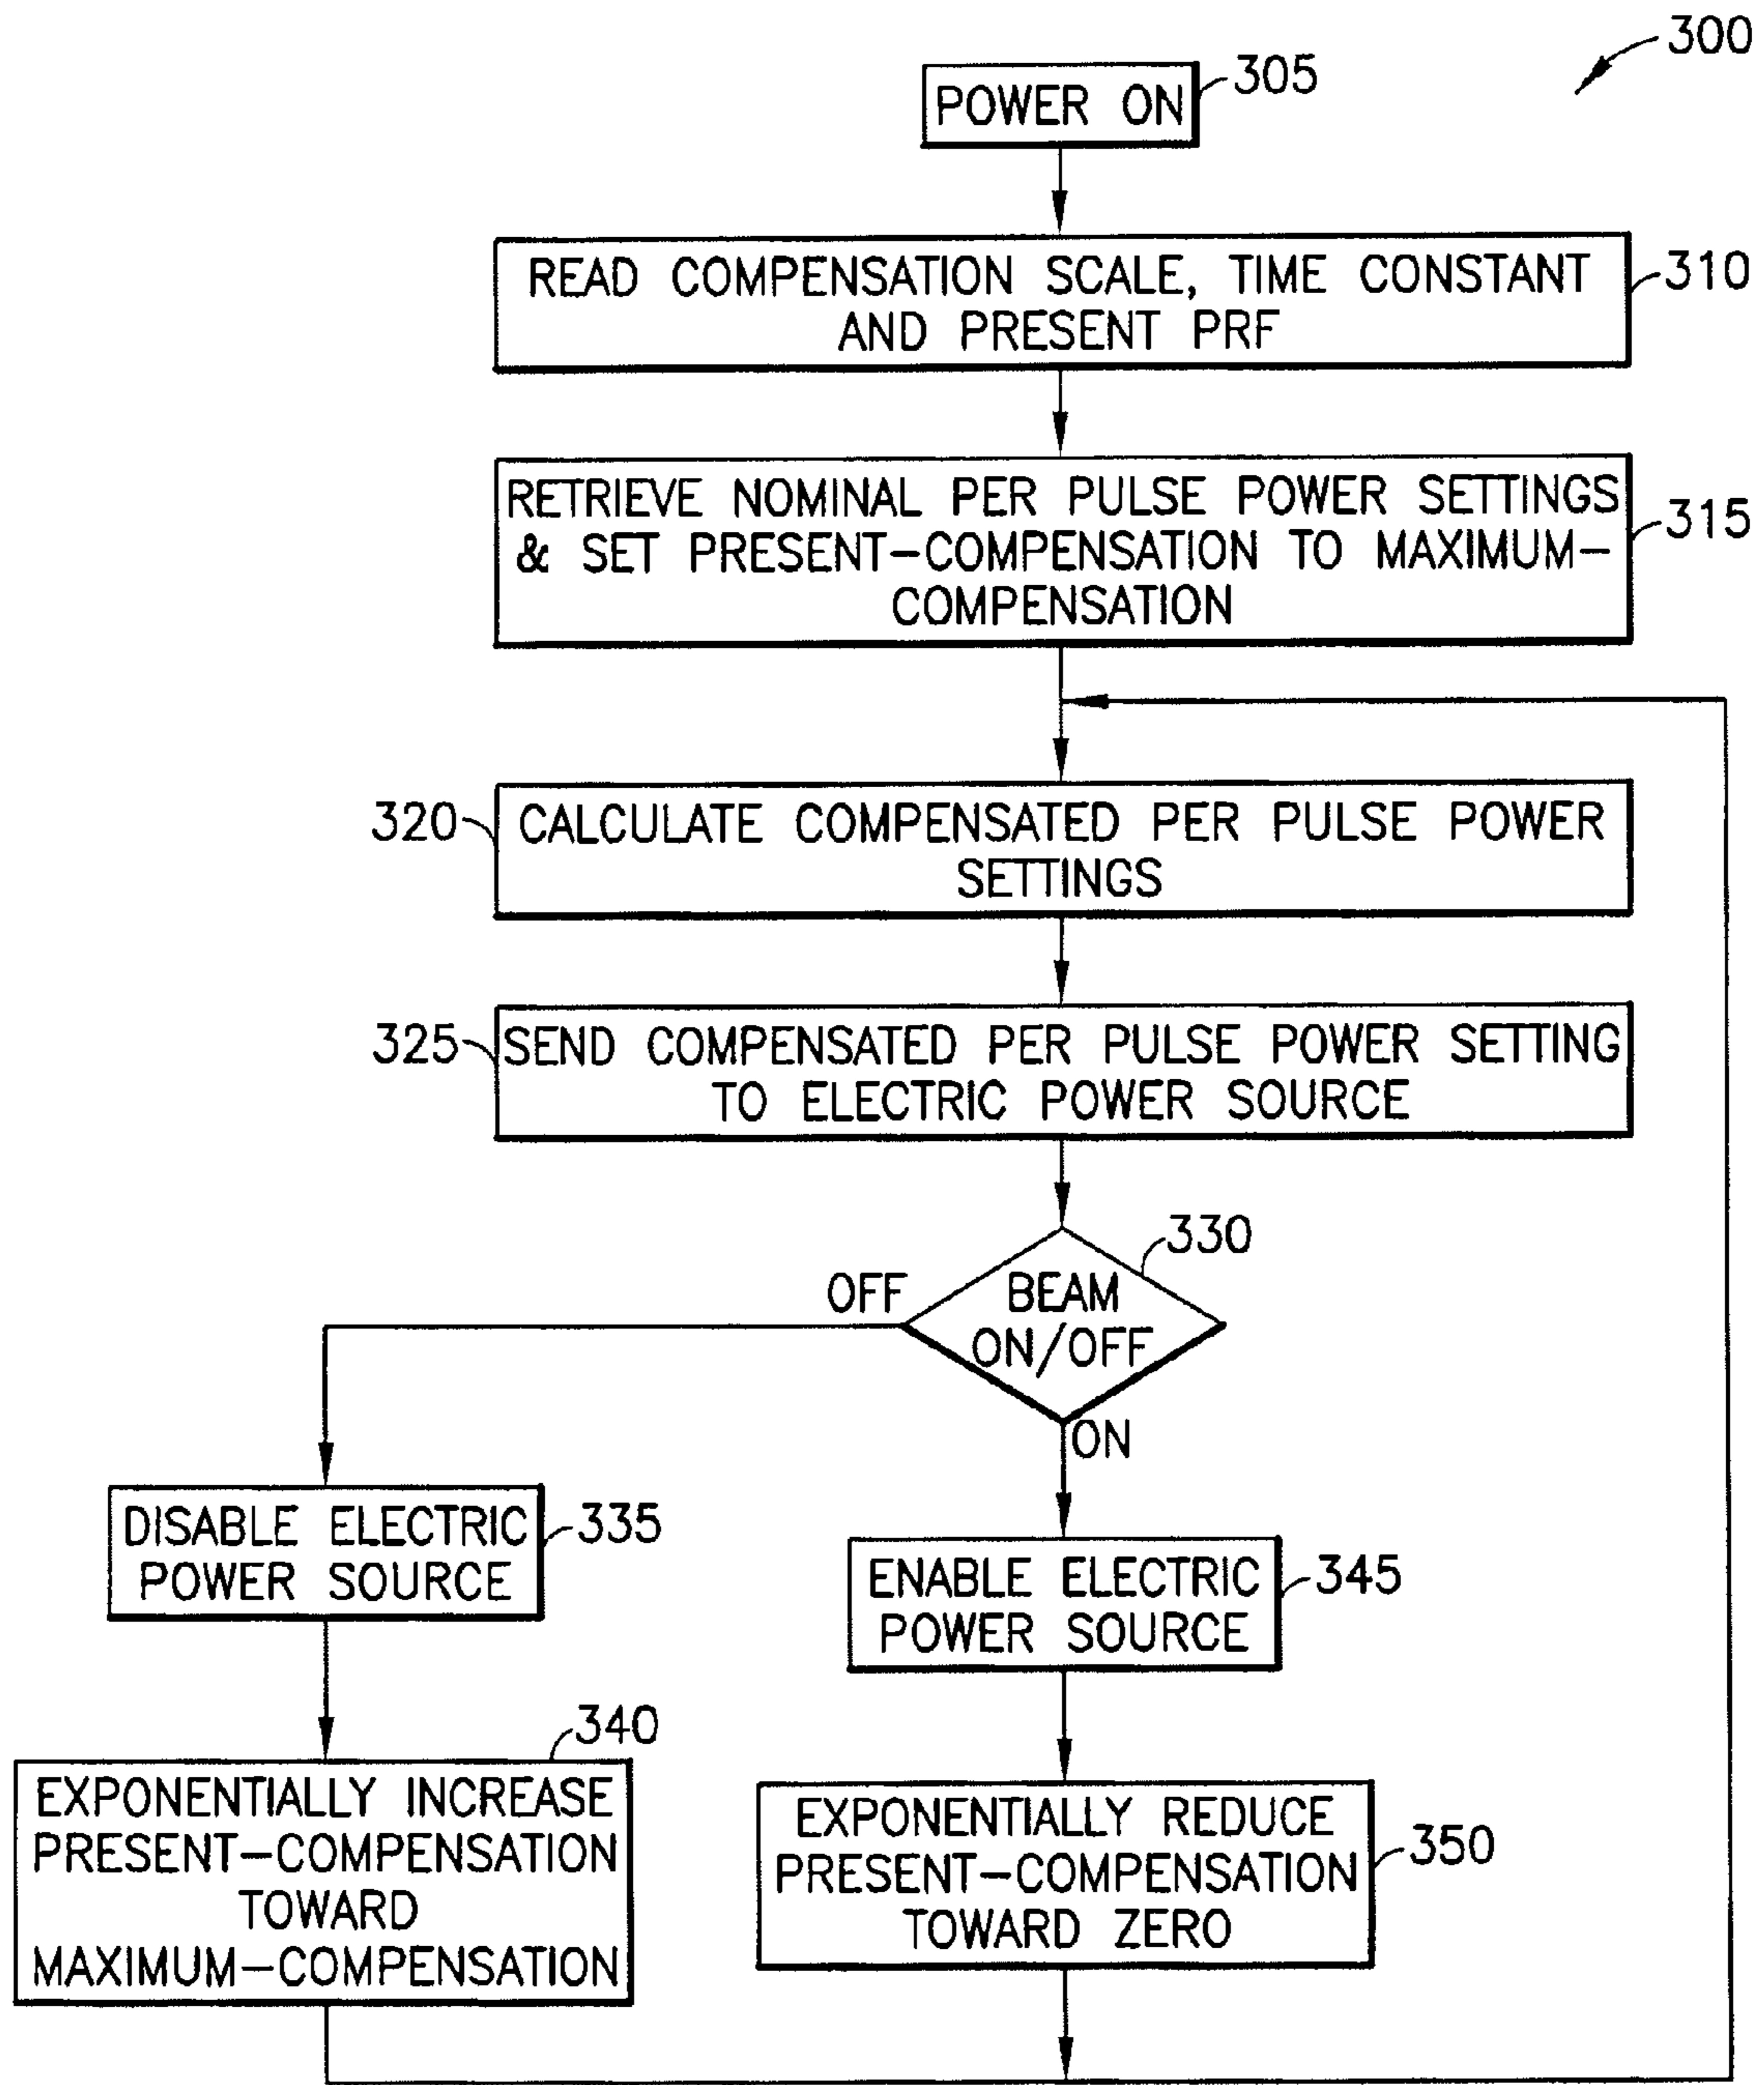 300
POWER ON
305
READ COMPENSATION SCALE, TIME CONSTANT
AND PRESENT PRF
310
RETRIEVE NOMINAL PER PULSE POWER SETTINGS
& SET PRESENT-COMPENSATION TO MAXIMUM-
COMPENSATION
315
320
CALCULATE COMPENSATED PER PULSE POWER
SETTINGS
325
SEND COMPENSATED PER PULSE POWER SETTING
TO ELECTRIC POWER SOURCE
330
OFF
BEAM
ON/OFF
ON
DISABLE ELECTRIC
POWER SOURCE
335
ENABLE ELECTRIC
POWER SOURCE
345
340
EXPONENTIALLY INCREASE
PRESENT-COMPENSATION
TOWARD
MAXIMUM-COMPENSATION
EXPONENTIALLY REDUCE
PRESENT-COMPENSATION
TOWARD ZERO
350